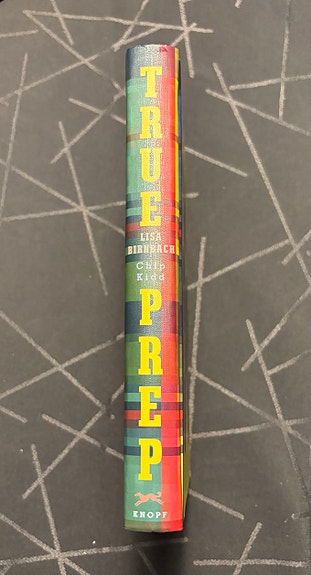 TRUE
LISA
BIRNBACH
Chip
Kidd
PREP
KNOPF